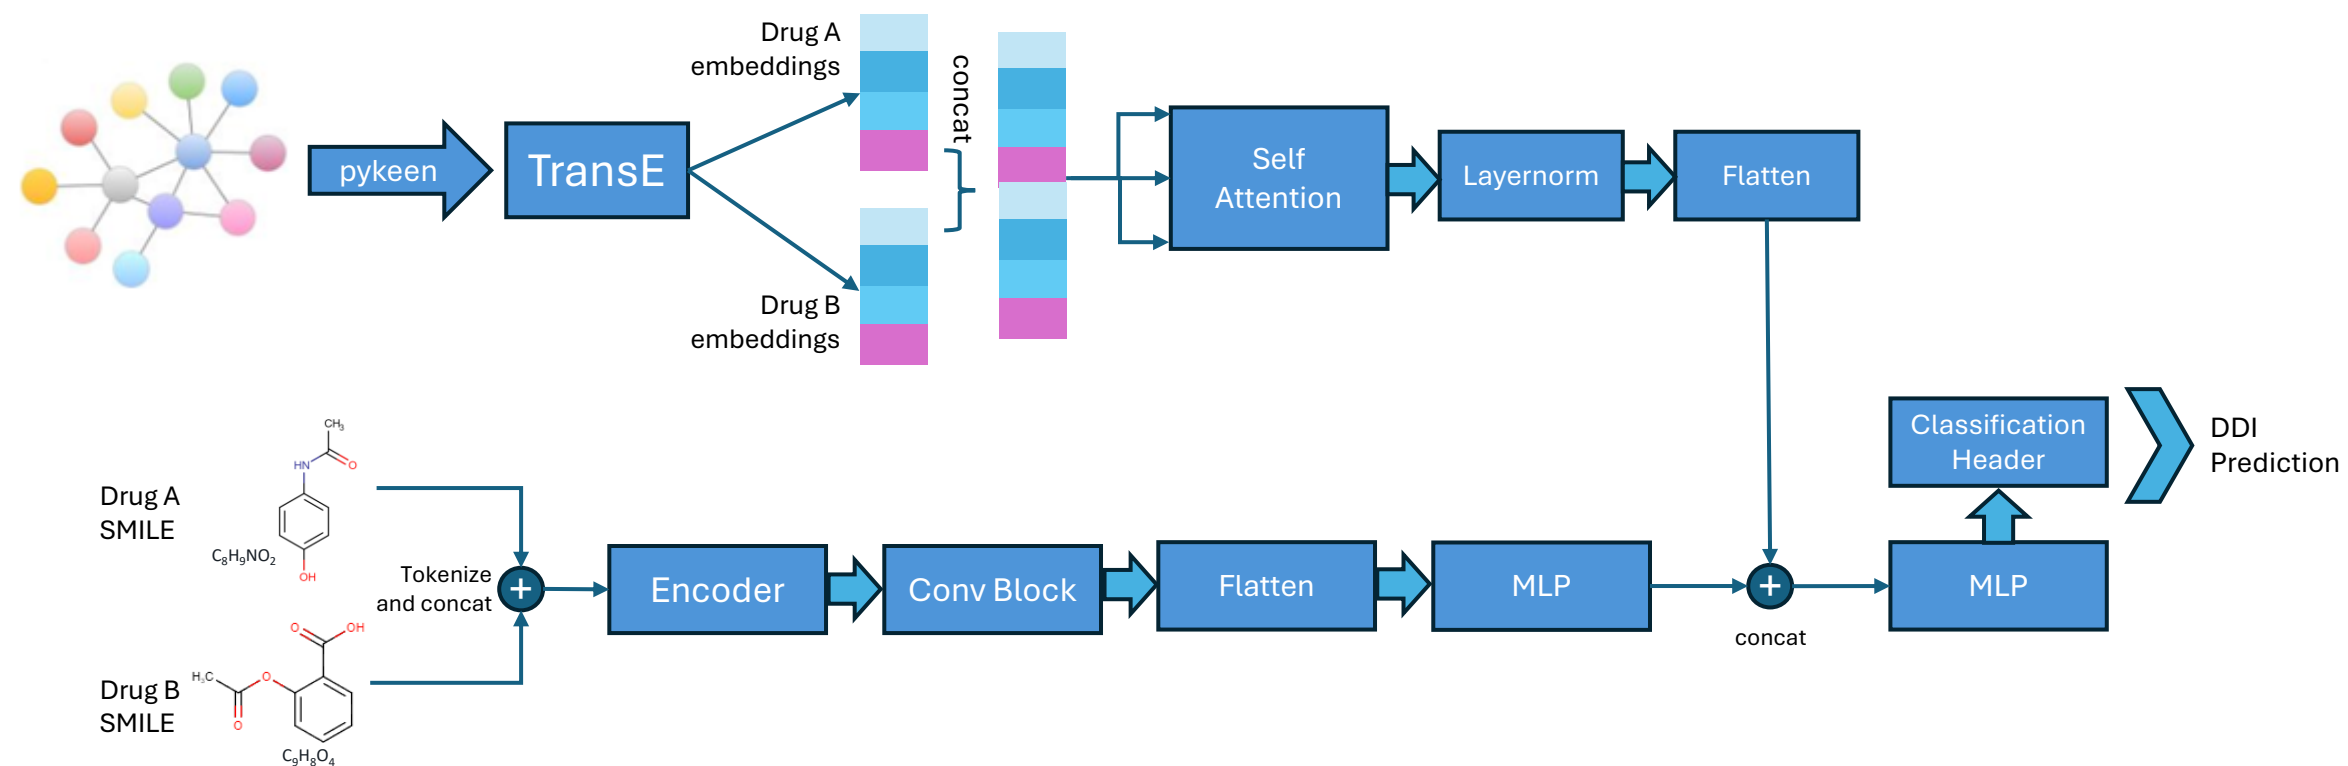 Drug A
embeddings
concat
pykeen
TransE
Self
Attention
Layernorm
Flatten
Drug B
embeddings
Drug A
SMILE
CH₃
HN
O
OH
C₈H₉NO₂
Tokenize
and concat
+
Encoder
Conv Block
Flatten
MLP
+
concat
MLP
Classification
Header
DDI
Prediction
Drug B
SMILE
O
OH
H₃C
O
O
C₉H₈O₄